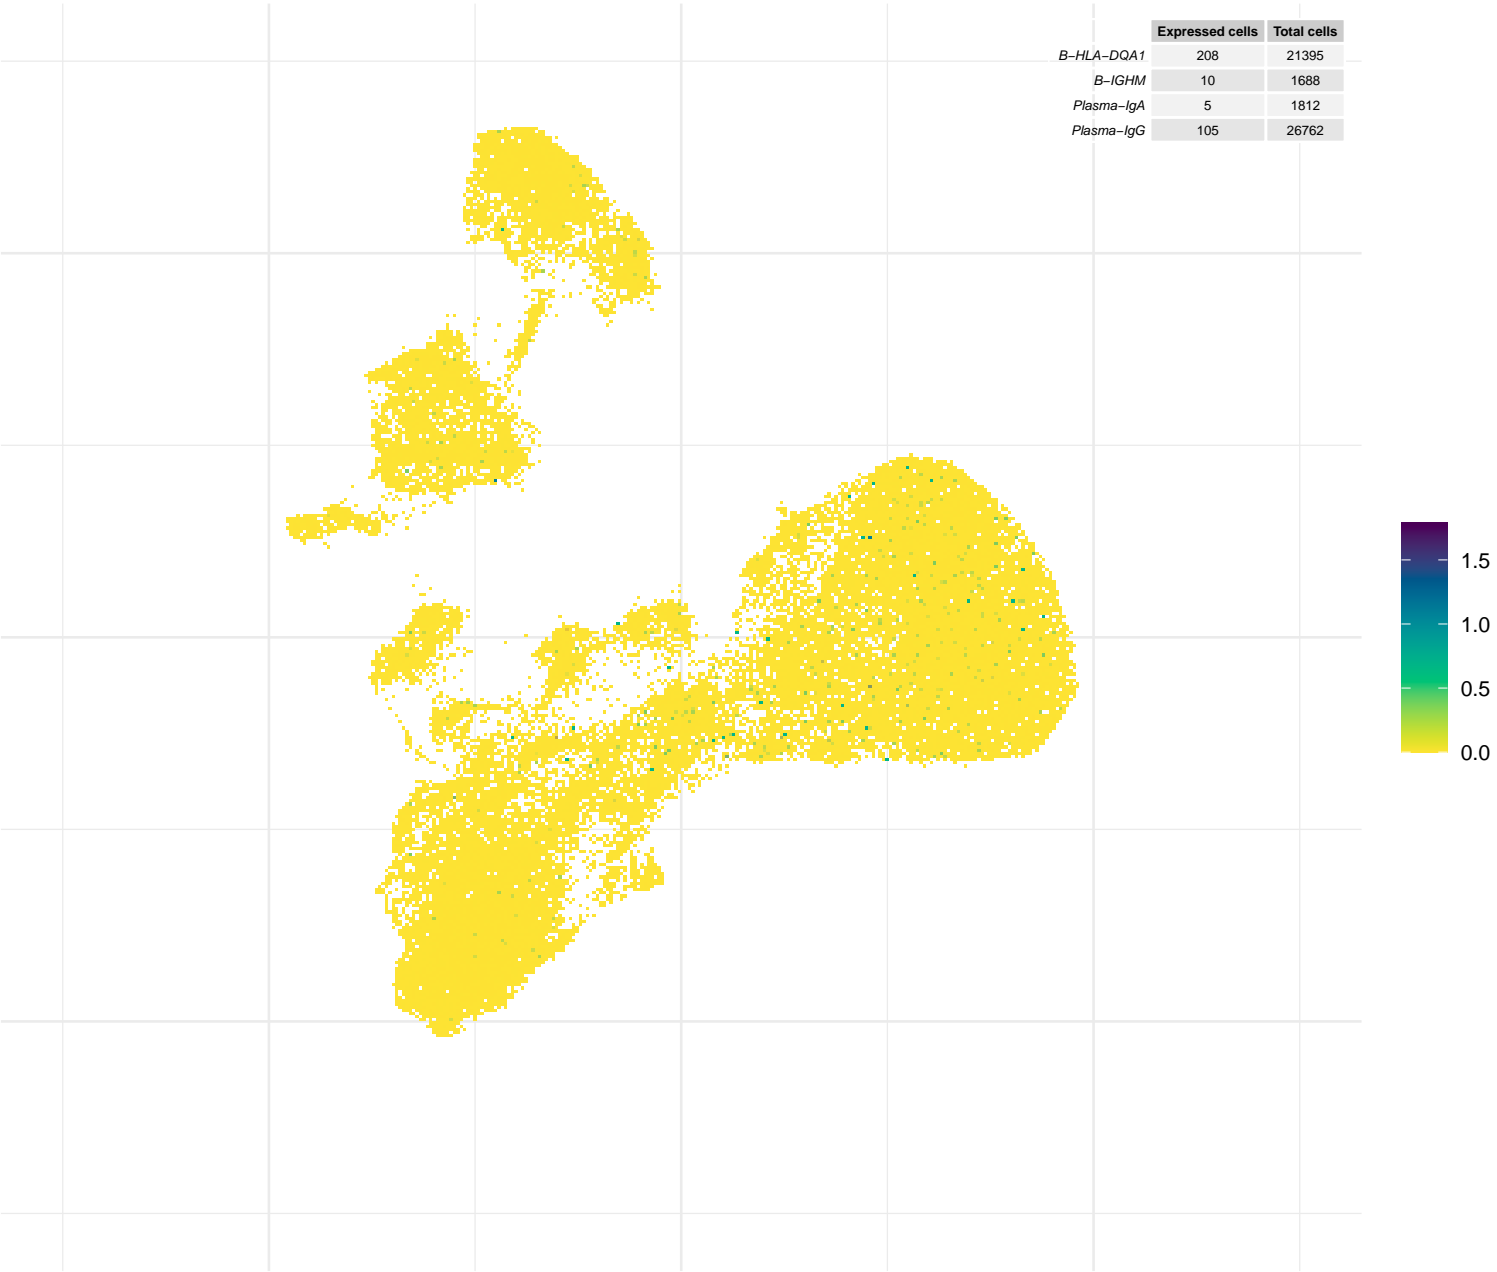 Expressed cells Total cells
B−HLA−DQA1 208 21395
B−IGHM 10 1688
Plasma−IgA 5 1812
Plasma−IgG 105 26762
1.5
1.0
0.5
0.0